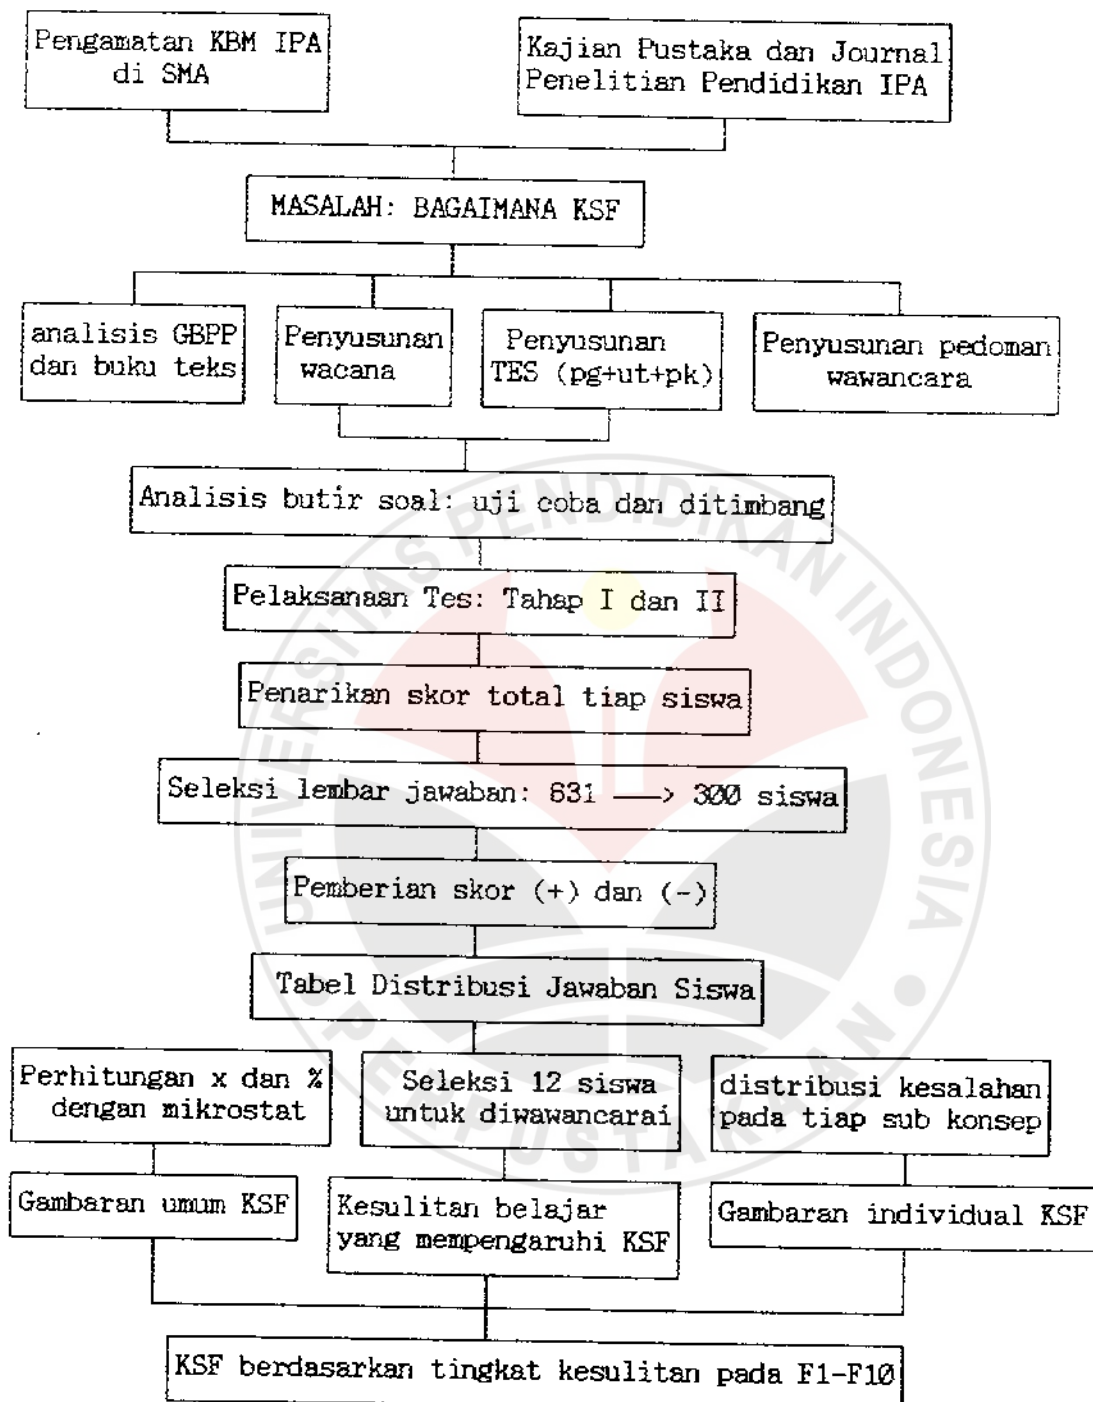 Pengamatan KBM IPA
di SMA
Kajian Pustaka dan Journal
Penelitian Pendidikan IPA
MASALAH: BAGAIMANA KSF
analisis GBPP
dan buku teks
Penyusunan
wacana
Penyusunan
TES (pg+ut+pk)
Penyusunan pedoman
wawancara
Analisis butir soal: uji coba dan ditimbang
Pelaksanaan Tes: Tahap I dan II
Penarikan skor total tiap siswa
Seleksi lembar jawaban: 631 ——> 300 siswa
Pemberian skor (+) dan (-)
Tabel Distribusi Jawaban Siswa
Perhitungan x dan %
dengan mikrostat
Seleksi 12 siswa
untuk diwawancarai
distribusi kesalahan
pada tiap sub konsep
Gambaran umum KSF
Kesulitan belajar
yang mempengaruhi KSF
Gambaran individual KSF
KSF berdasarkan tingkat kesulitan pada F1-F10
UNIVERSITAS PENDIDIKAN INDONESIA
PERPUSTAKAAN